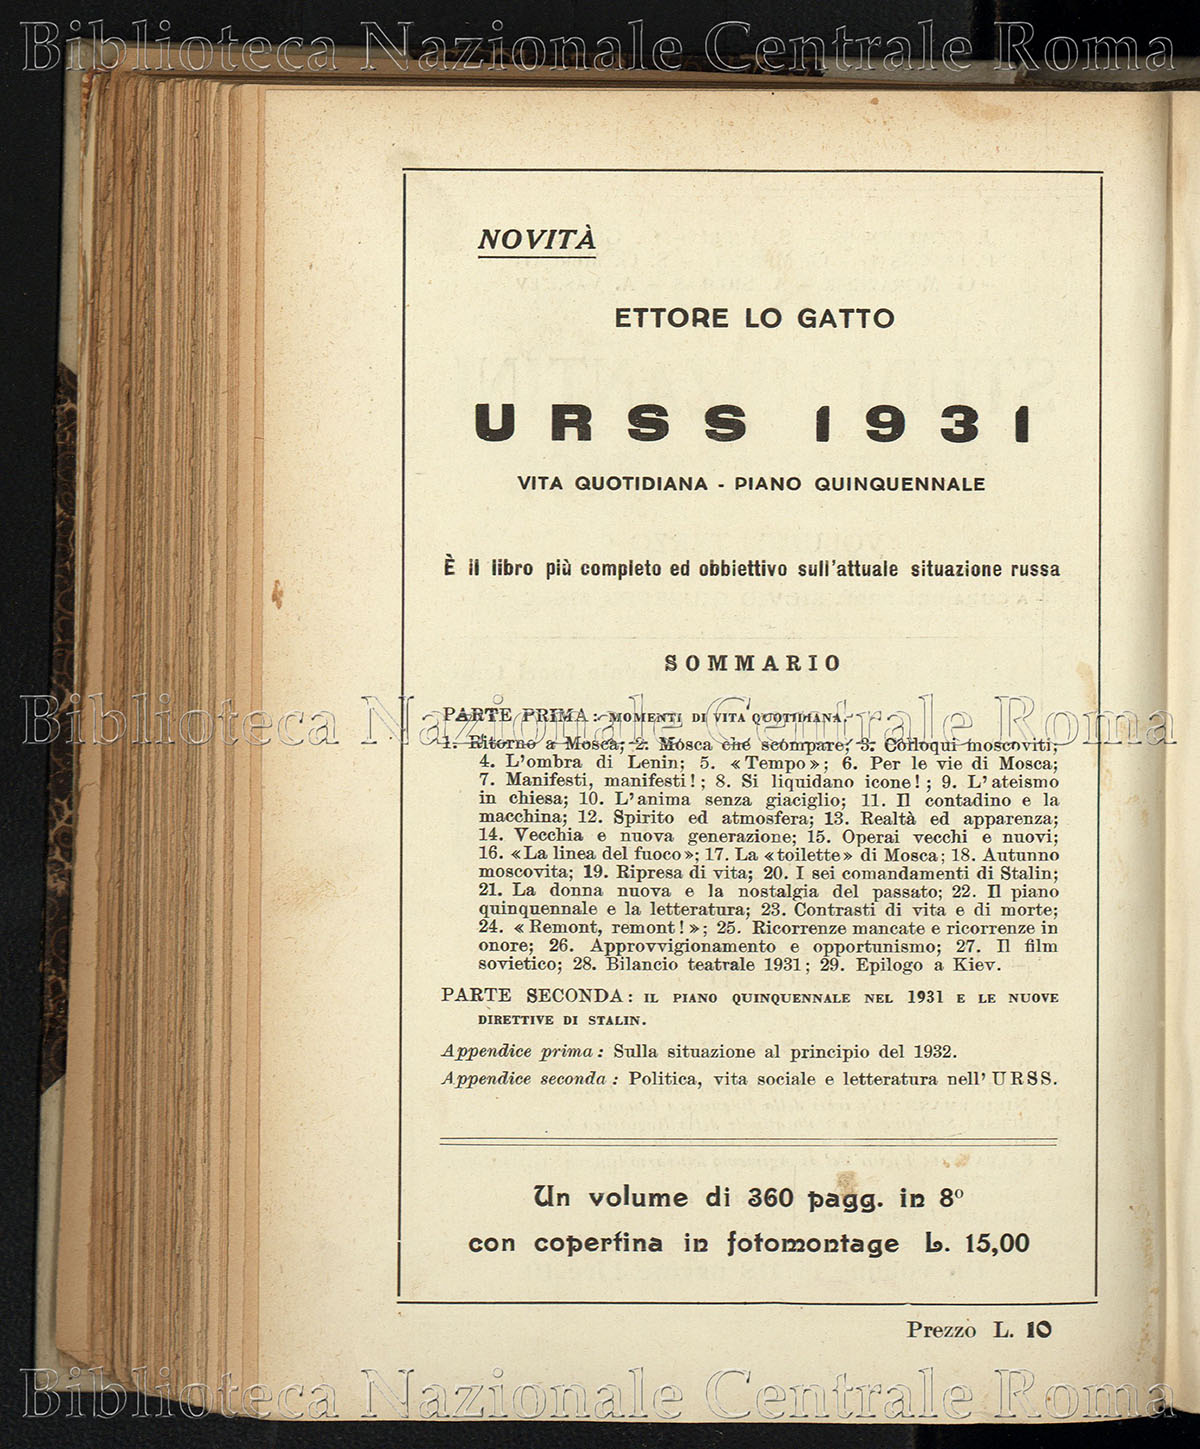 Biblioteca Nazionale Centrale Roma
NOVITÀ
ETTORE LO GATTO
URSS 1931
VITA QUOTIDIANA - PIANO QUINQUENNALE
È il libro più completo ed obbiettivo sull'attuale situazione russa
SOMMARIO
Biblioteca Nazionale Centrale Roma
PARTE PRIMA: MOMENTI DI VITA QUOTIDIANA.
1. Ritorno a Mosca; 2. Mosca che scompare; 3. Colloqui moscoviti;
4. L'ombra di Lenin; 5. «Tempo»; 6. Per le vie di Mosca;
7. Manifesti, manifesti!; 8. Si liquidano icone!; 9. L'ateismo
in chiesa; 10. L'anima senza giaciglio; 11. Il contadino e la
macchina; 12. Spirito ed atmosfera; 13. Realtà ed apparenza;
14. Vecchia e nuova generazione; 15. Operai vecchi e nuovi;
16. «La linea del fuoco»; 17. La «toilette» di Mosca; 18. Autunno
moscovita; 19. Ripresa di vita; 20. I sei comandamenti di Stalin;
21. La donna nuova e la nostalgia del passato; 22. Il piano
quinquennale e la letteratura; 23. Contrasti di vita e di morte;
24. «Remont, remont!»; 25. Ricorrenze mancate e ricorrenze in
onore; 26. Approvvigionamento e opportunismo; 27. Il film
sovietico; 28. Bilancio teatrale 1931; 29. Epilogo a Kiev.
PARTE SECONDA: IL PIANO QUINQUENNALE NEL 1931 E LE NUOVE
DIRETTIVE DI STALIN.
Appendice prima: Sulla situazione al principio del 1932.
Appendice seconda: Politica, vita sociale e letteratura nell'URSS.
Un volume di 360 pagg. in 8º
con copertina in fotomontage L. 15,00
Prezzo L. 10
Biblioteca Nazionale Centrale Roma